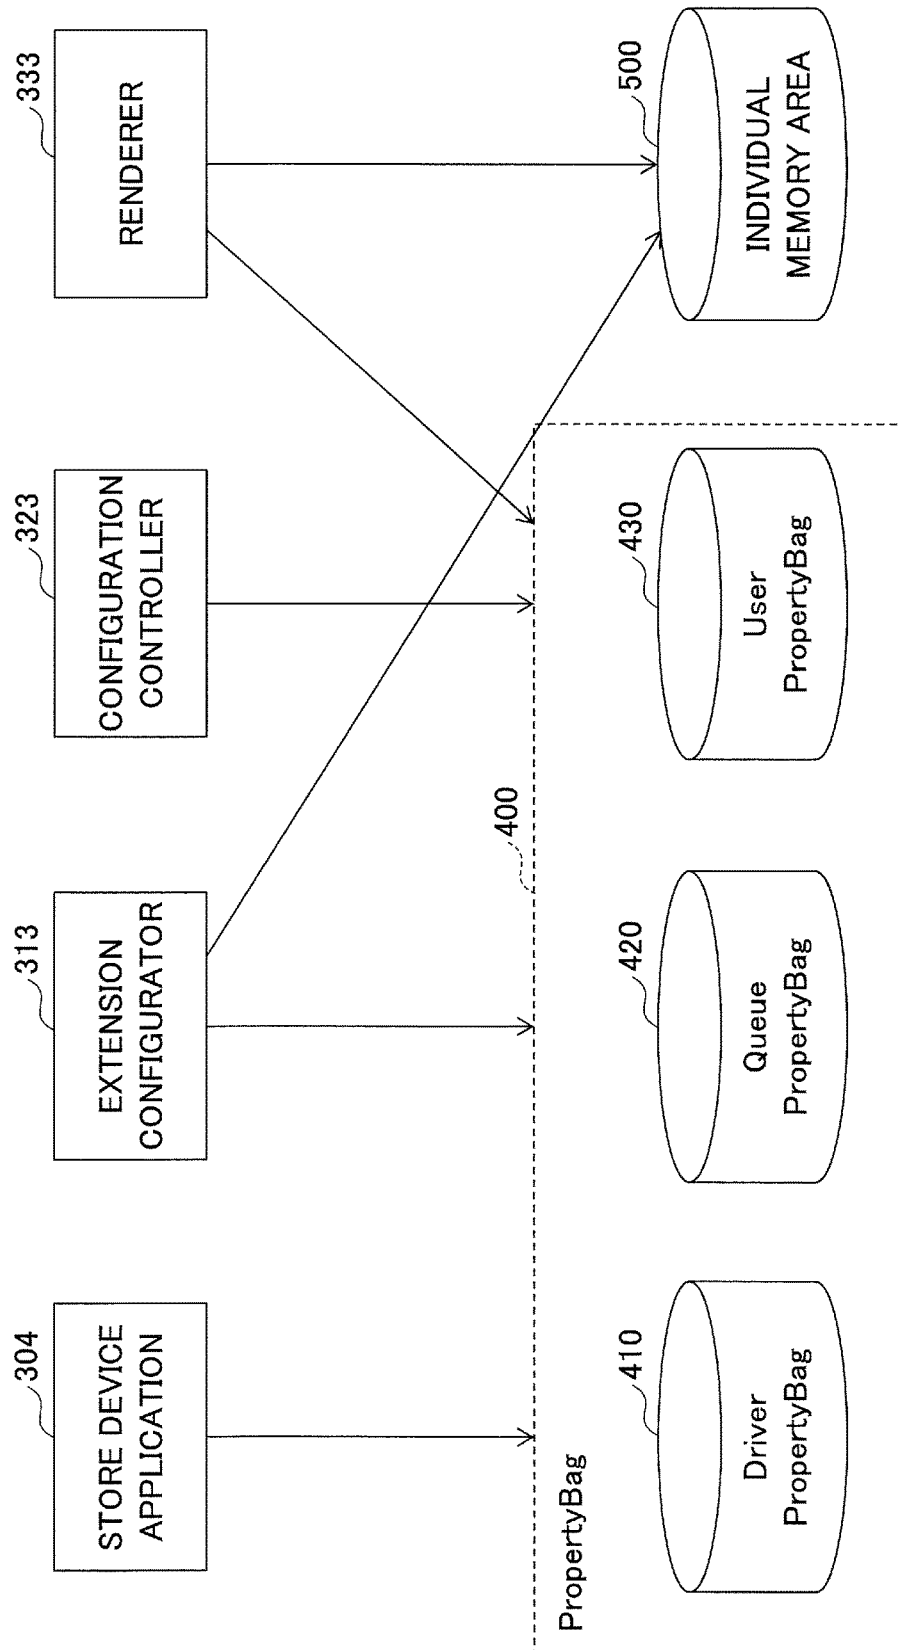 304
STORE DEVICE
APPLICATION
313
EXTENSION
CONFIGURATOR
323
CONFIGURATION
CONTROLLER
333
RENDERER
400
PropertyBag
410
Driver
PropertyBag
420
Queue
PropertyBag
430
User
PropertyBag
500
INDIVIDUAL
MEMORY AREA